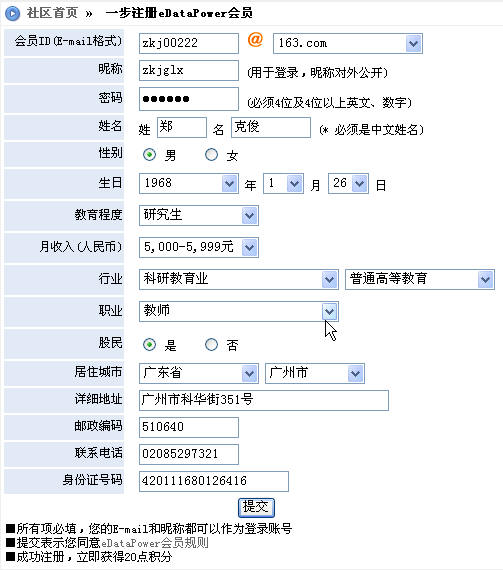 社区首页 » 一步注册eDataPower会员
会员ID(E-mail格式) zkj00222 @ 163.com
昵称 zkjglx (用于登录，昵称对外公开)
密码 ●●●●●● (必须4位及4位以上英文、数字)
姓名 姓 郑 名 克俊 (* 必须是中文姓名)
性别 男 女
生日 1968 年 1 月 26 日
教育程度 研究生
月收入(人民币) 5,000-5,999元
行业 科研教育业 普通高等教育
职业 教师
股民 是 否
居住城市 广东省 广州市
详细地址 广州市科华街351号
邮政编码 510640
联系电话 02085297321
身份证号码 420111680126416
提交
■所有项必填，您的E-mail和昵称都可以作为登录账号
■提交表示您同意eDataPower会员规则
■成功注册，立即获得20点积分